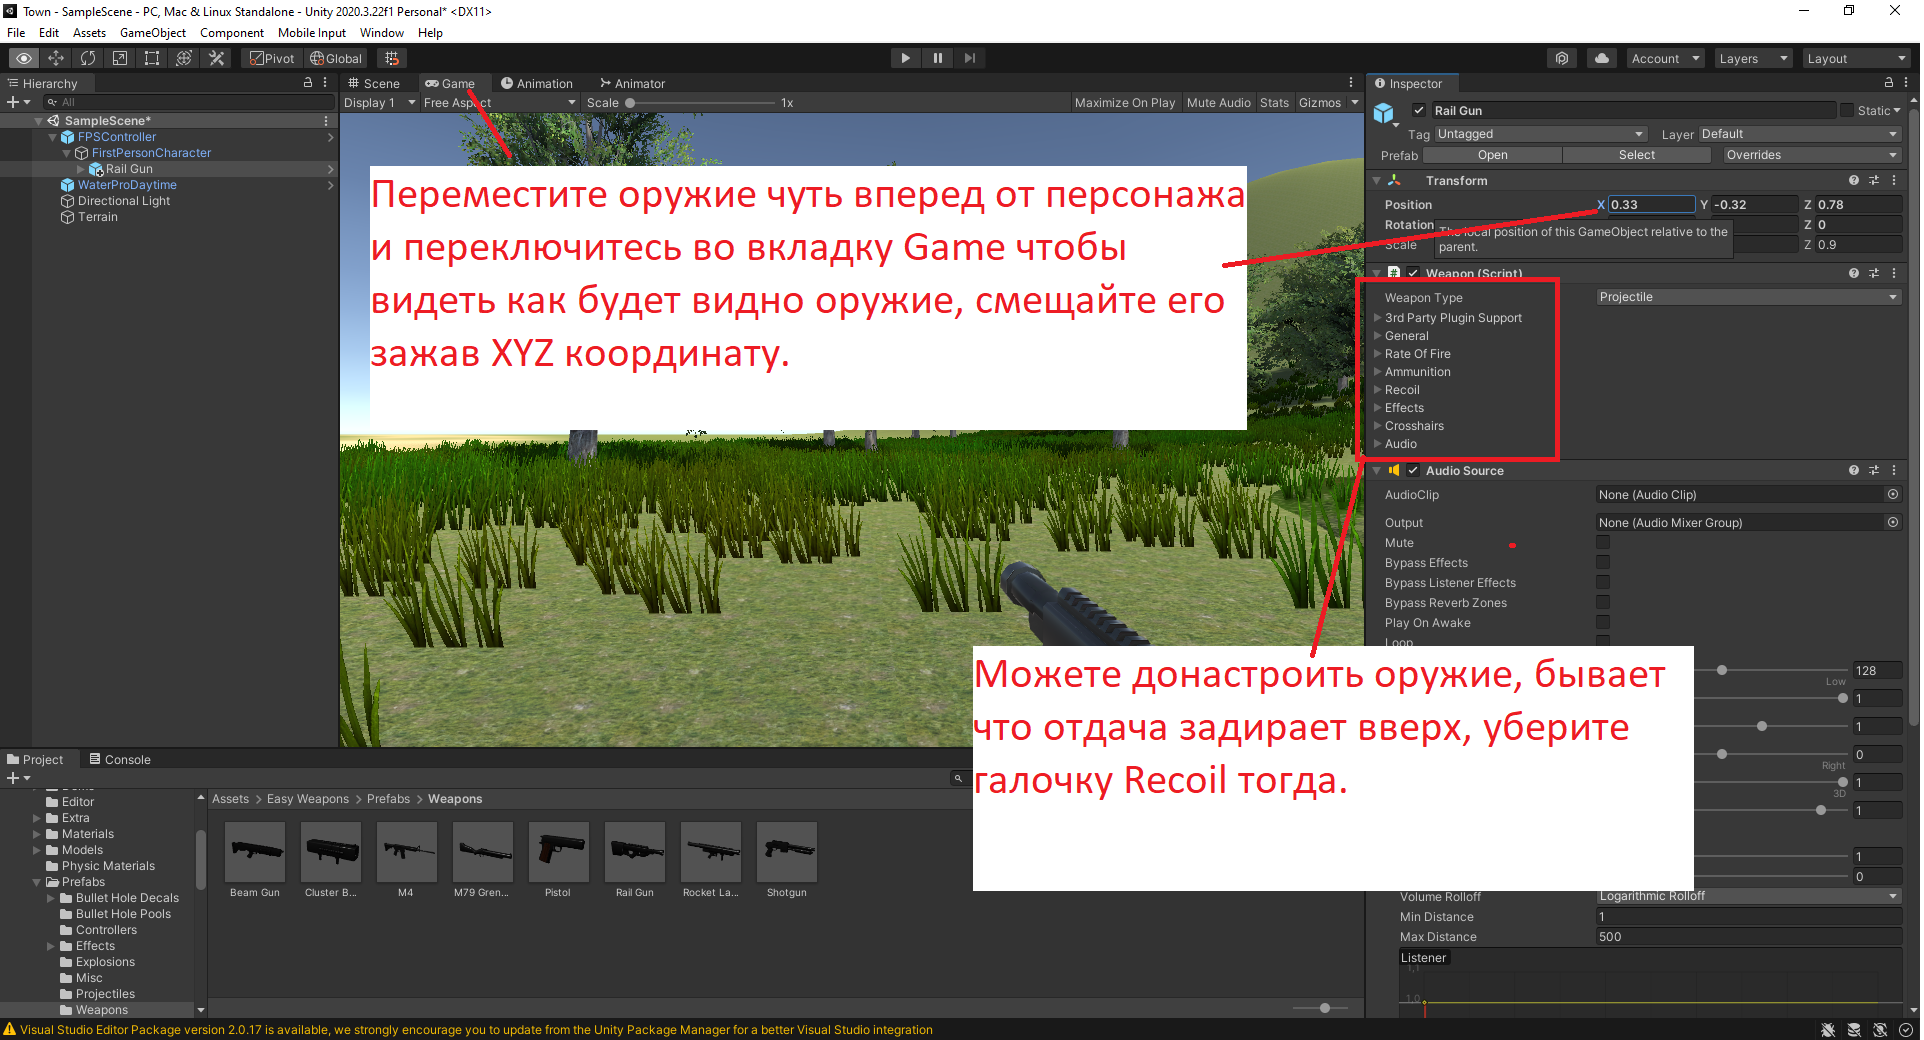 Town - SampleScene - PC, Mac & Linux Standalone - Unity 2020.3.22f1 Personal* <DX11>
File Edit Assets GameObject Component Mobile Input Window Help
Pivot Global Account Layers Layout
Hierarchy
All
SampleScene*
FPSController
FirstPersonCharacter
Rail Gun
WaterProDaytime
Directional Light
Terrain
Scene Game Animation Animator
Display 1 Free Aspect Scale 1x Maximize On Play Mute Audio Stats Gizmos
Переместите оружие чуть вперед от персонажа
и переключитесь во вкладку Game чтобы
видеть как будет видно оружие, смещайте его
зажав XYZ координату.
Можете донастроить оружие, бывает
что отдача задирает вверх, уберите
галочку Recoil тогда.
Inspector
Rail Gun Static
Tag Untagged Layer Default
Prefab Open Select Overrides
Transform
Position X 0.33 Y -0.32 Z 0.78
Rotation Z 0
Scale Z 0.9
The local position of this GameObject relative to the
parent.
Weapon (Script)
Weapon Type Projectile
3rd Party Plugin Support
General
Rate Of Fire
Ammunition
Recoil
Effects
Crosshairs
Audio
Audio Source
AudioClip None (Audio Clip)
Output None (Audio Mixer Group)
Mute
Bypass Effects
Bypass Listener Effects
Bypass Reverb Zones
Play On Awake
Loop
128
Low
1
1
0
Right
1
3D
1
1
0
Volume Rolloff Logarithmic Rolloff
Min Distance 1
Max Distance 500
Listener
1,1
1,0
Project Console
Editor
Extra
Materials
Models
Physic Materials
Prefabs
Bullet Hole Decals
Bullet Hole Pools
Controllers
Effects
Explosions
Misc
Projectiles
Weapons
Assets > Easy Weapons > Prefabs > Weapons
Beam Gun Cluster B... M4 M79 Gren... Pistol Rail Gun Rocket La... Shotgun
Visual Studio Editor Package version 2.0.17 is available, we strongly encourage you to update from the Unity Package Manager for a better Visual Studio integration